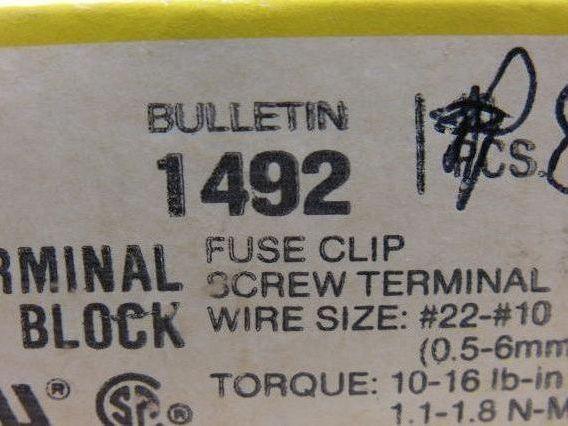 BULLETIN
1492
PCS.
RMINAL
BLOCK
FUSE CLIP
SCREW TERMINAL
WIRE SIZE: #22-#10
(0.5-6mm
TORQUE: 10-16 lb-in
1.1-1.8 N-M
®
SP®